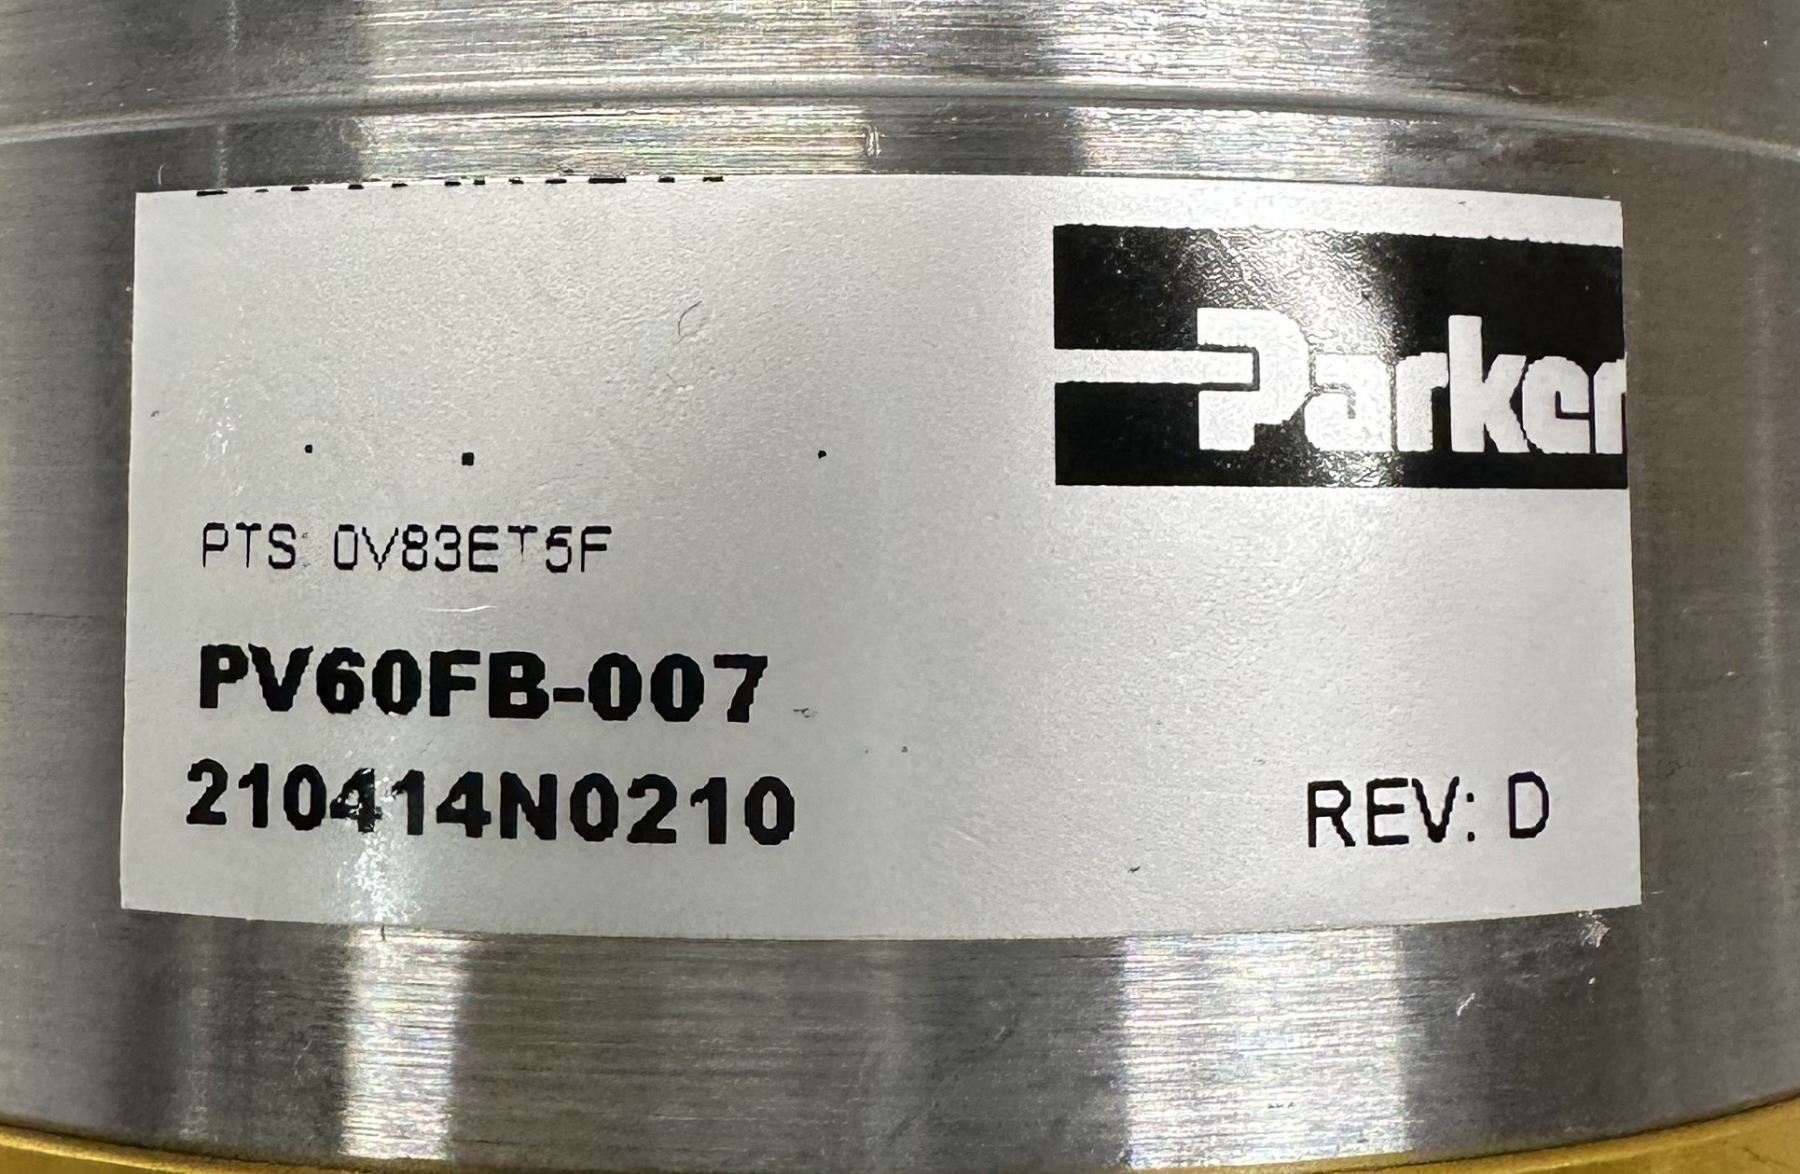 Parker
PTS: 0V83ET5F
PV60FB-007
210414N0210
REV: D